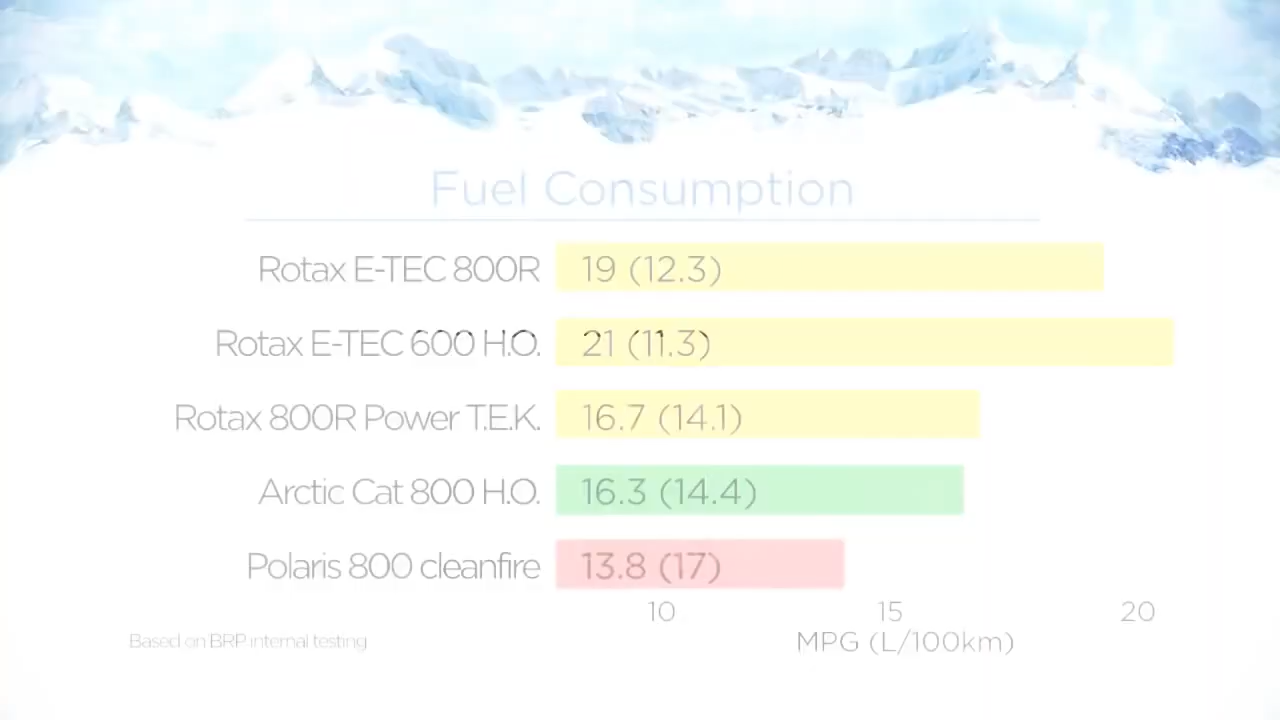 Fuel Consumption
Rotax E-TEC 800R 19 (12.3)
Rotax E-TEC 600 H.O. 21 (11.3)
Rotax 800R Power T.E.K. 16.7 (14.1)
Arctic Cat 800 H.O. 16.3 (14.4)
Polaris 800 cleanfire 13.8 (17)
10 15 20
Based on BRP internal testing MPG (L/100km)